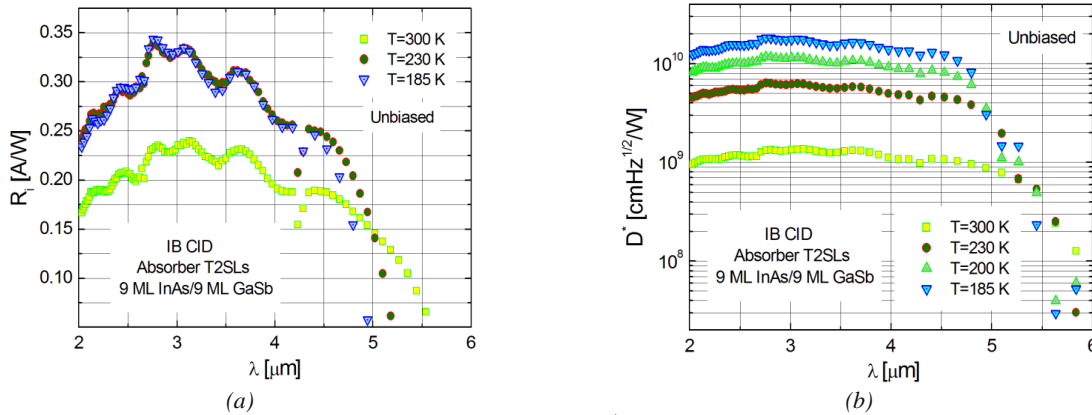 0.35
0.30
0.25
0.20
0.15
0.10
R_i [A/W]
T=300 K
T=230 K
T=185 K
Unbiased
IB CID
Absorber T2SLs
9 ML InAs/9 ML GaSb
2 3 4 5 6
λ [μm]
(a)
10^10
10^9
10^8
D* [cmHz^1/2/W]
Unbiased
IB CID
Absorber T2SLs
9 ML InAs/9 ML GaSb
T=300 K
T=230 K
T=200 K
T=185 K
2 3 4 5 6
λ [μm]
(b)